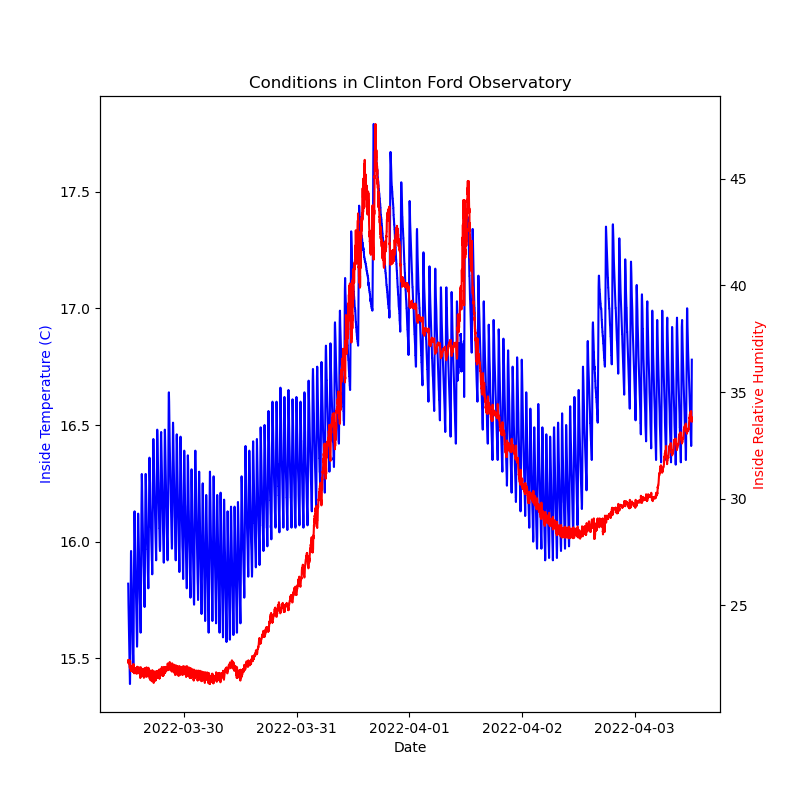 Conditions in Clinton Ford Observatory
Inside Temperature (C)
17.5
17.0
16.5
16.0
15.5
45
40
35
30
25
Inside Relative Humidity
2022-03-30 2022-03-31 2022-04-01 2022-04-02 2022-04-03
Date